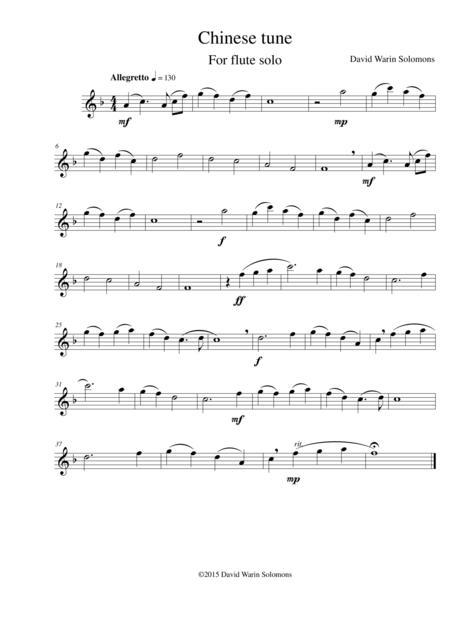 Chinese tune
For flute solo
David Warin Solomons
Allegretto ♩ = 130
mf
mp
6
mf
12
f
18
ff
25
f
31
mf
37
rit
mp
©2015 David Warin Solomons